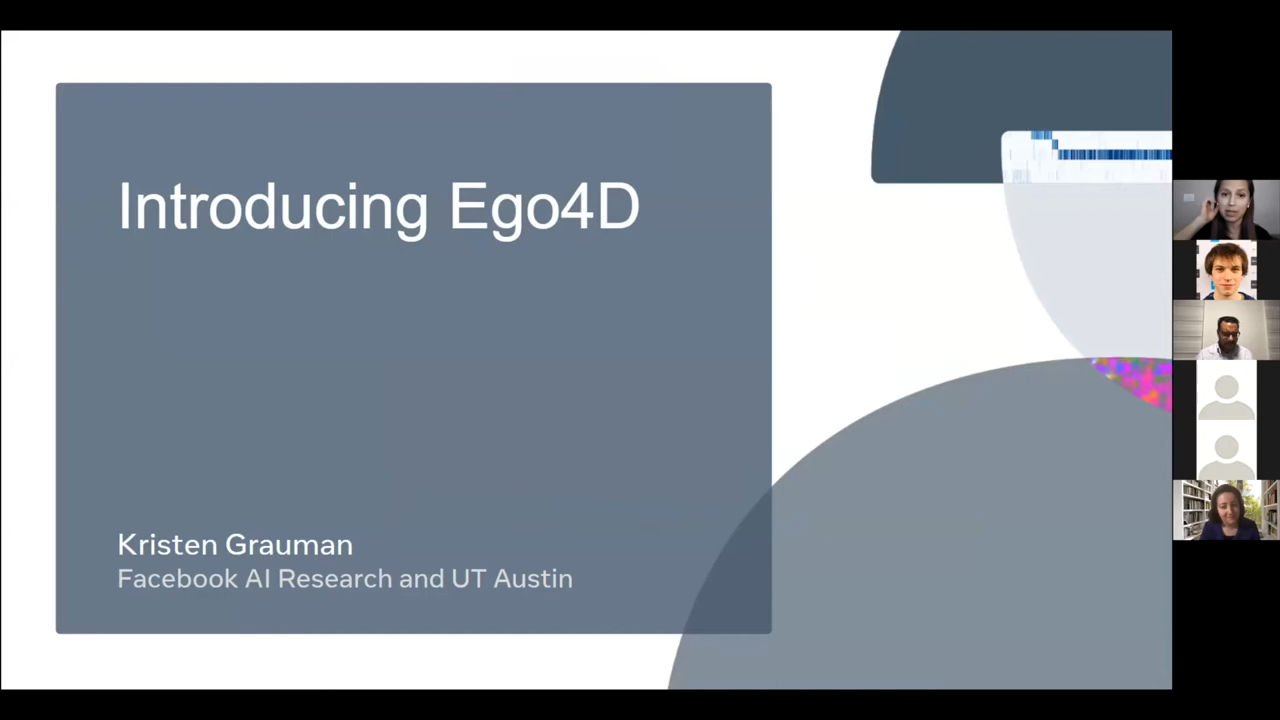 Introducing Ego4D
Kristen Grauman
Facebook AI Research and UT Austin